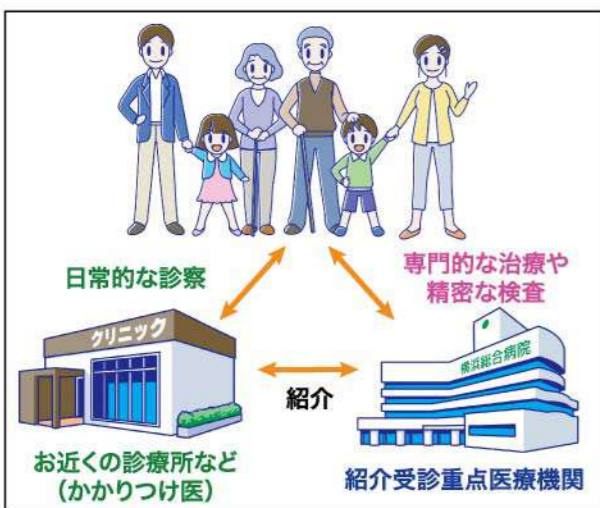 日常的な診察
専門的な治療や
精密な検査
クリニック
横浜総合病院
紹介
お近くの診療所など
（かかりつけ医）
紹介受診重点医療機関